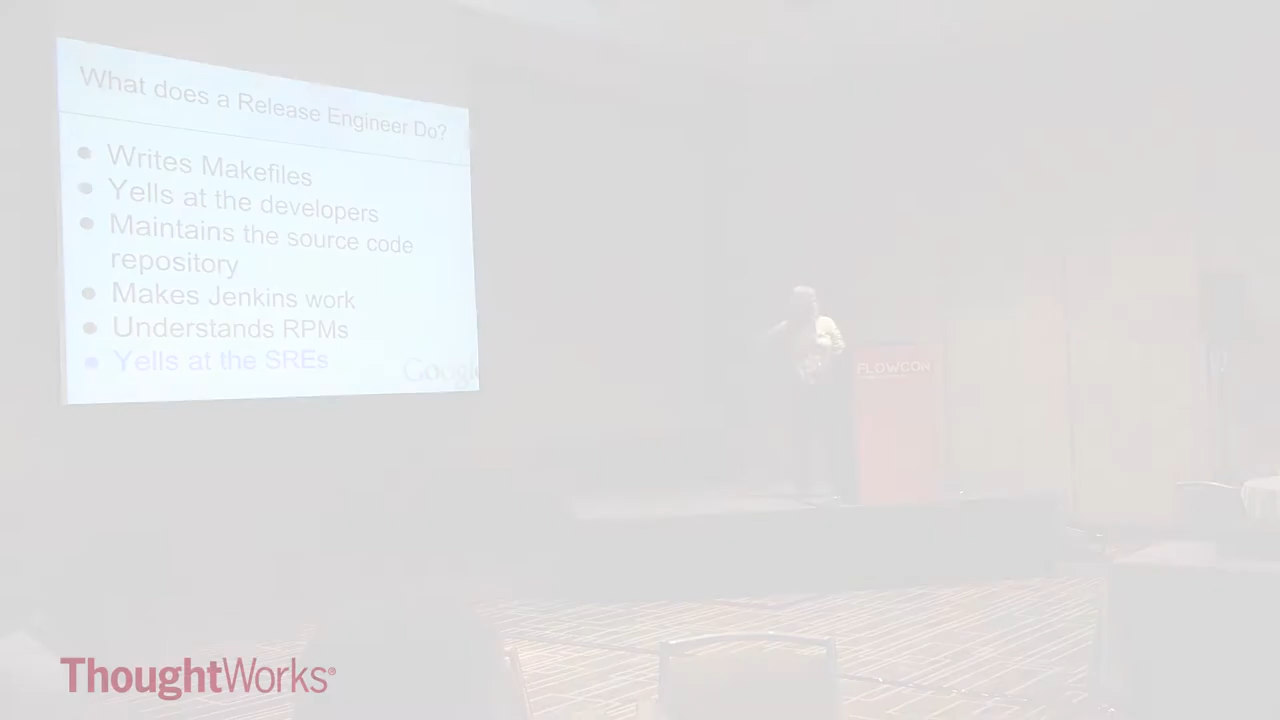 What does a Release Engineer Do?
● Writes Makefiles
● Yells at the developers
● Maintains the source code
repository
● Makes Jenkins work
● Understands RPMs
● Yells at the SREs
Google
FLOWCON
ThoughtWorks®